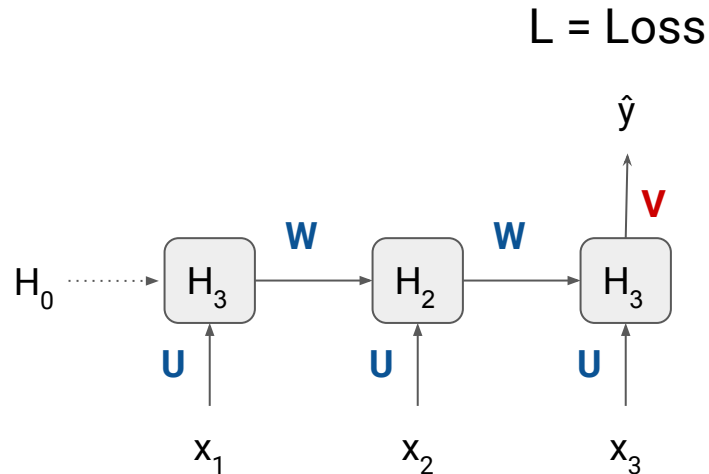 L = Loss
ŷ
V
W W
H₀ H₃ H₂ H₃
U U U
x₁ x₂ x₃